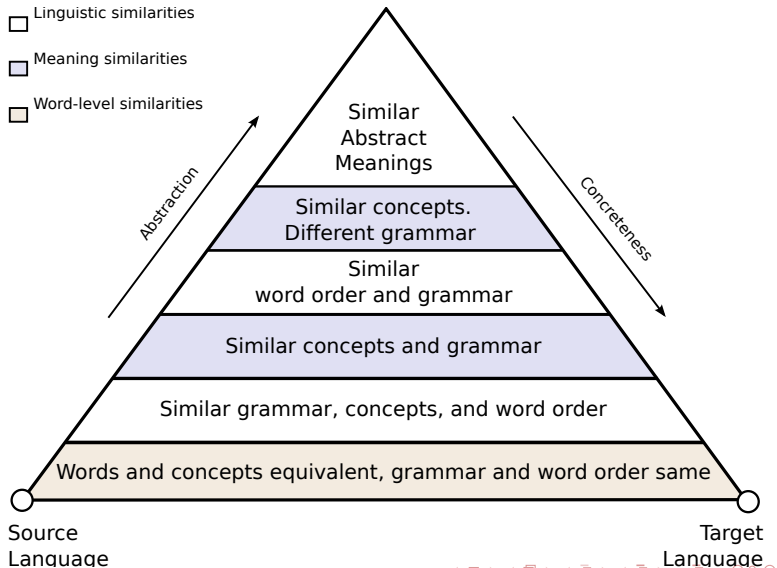 Linguistic similarities
Meaning similarities
Word-level similarities
Abstraction
Concreteness
Similar
Abstract
Meanings
Similar concepts.
Different grammar
Similar
word order and grammar
Similar concepts and grammar
Similar grammar, concepts, and word order
Words and concepts equivalent, grammar and word order same
Source
Language
Target
Language